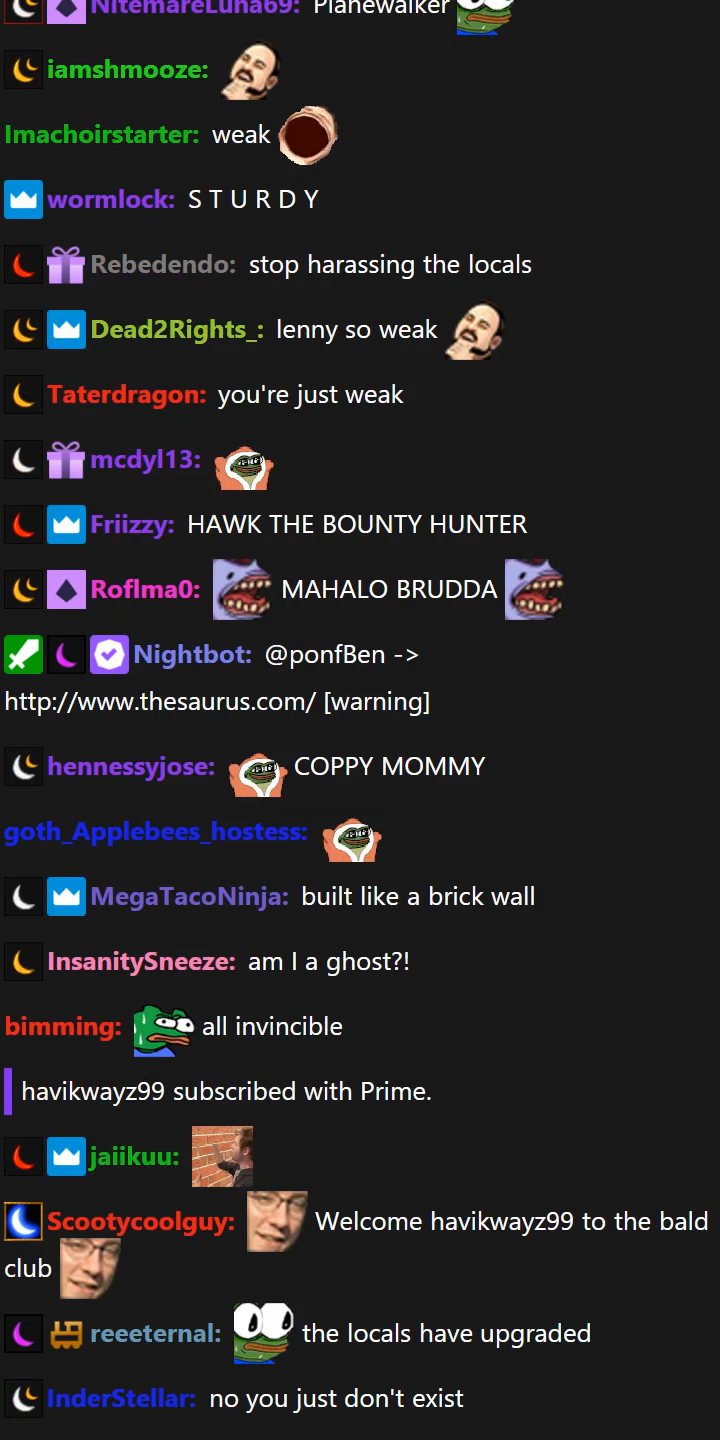 NitemareLuna69: Planewalker
iamshmooze:
Imachoirstarter: weak
wormlock: S T U R D Y
Rebedendo: stop harassing the locals
Dead2Rights_: lenny so weak
Taterdragon: you're just weak
mcdyl13:
Friizzy: HAWK THE BOUNTY HUNTER
Roflma0: MAHALO BRUDDA
Nightbot: @ponfBen ->
http://www.thesaurus.com/ [warning]
hennessyjose: COPPY MOMMY
goth_Applebees_hostess:
MegaTacoNinja: built like a brick wall
InsanitySneeze: am I a ghost?!
bimming: all invincible
havikwayz99 subscribed with Prime.
jaiikuu:
Scootycoolguy: Welcome havikwayz99 to the bald
club
reeeternal: the locals have upgraded
InderStellar: no you just don't exist